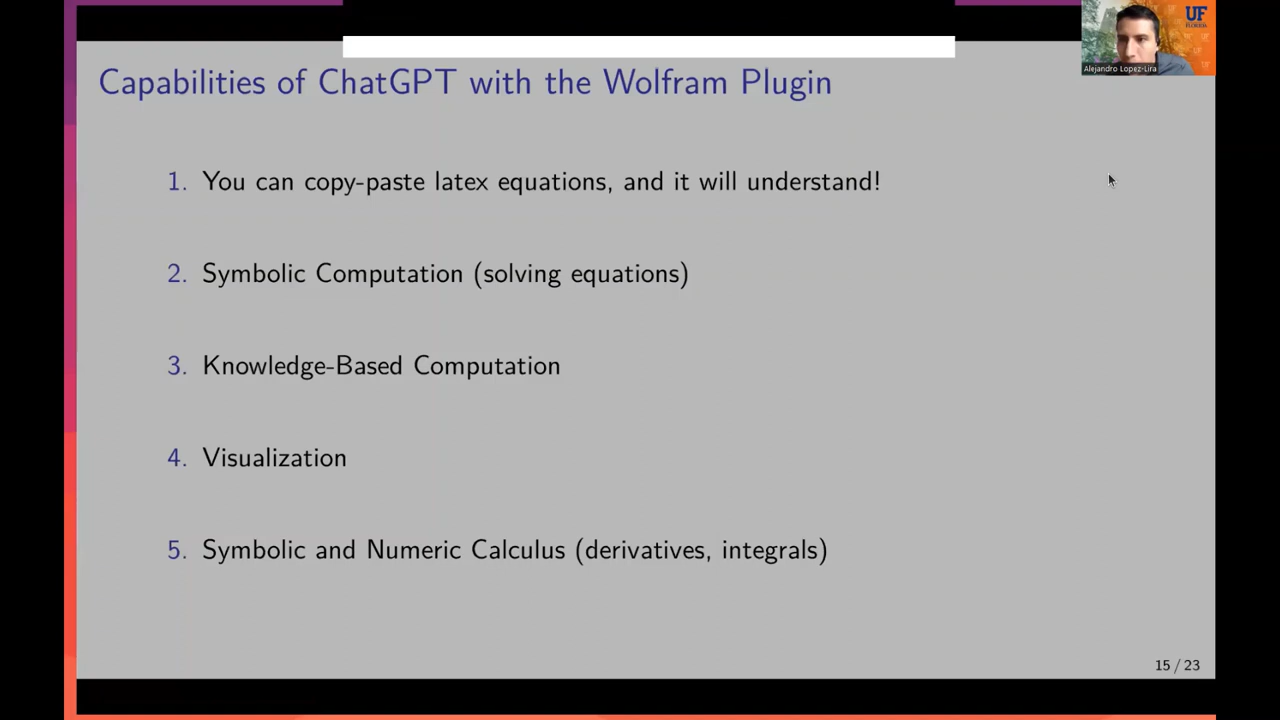 UF
FLORIDA
Alejandro Lopez-Lira
Capabilities of ChatGPT with the Wolfram Plugin
1. You can copy-paste latex equations, and it will understand!
2. Symbolic Computation (solving equations)
3. Knowledge-Based Computation
4. Visualization
5. Symbolic and Numeric Calculus (derivatives, integrals)
15 / 23